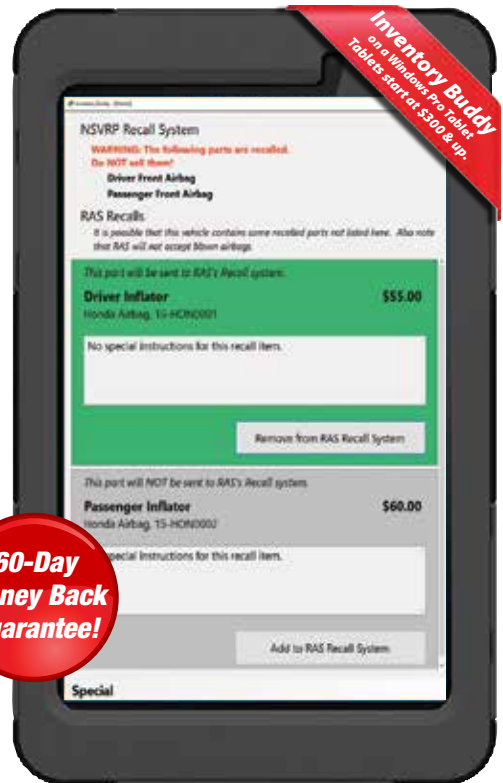 Inventory Buddy
on a Windows Pro Tablet
Tablets start at $300 & up.
NSVRP Recall System
WARNING: The following parts are recalled.
Do NOT sell them!
Driver Front Airbag
Passenger Front Airbag
RAS Recalls
It is possible that this vehicle contains some recalled parts not listed here. Also note
that RAS will not accept blown airbags.
This part will be sent to RAS's Recall system.
Driver Inflator $55.00
Honda Airbag, 15-HON0001
No special instructions for this recall item.
Remove from RAS Recall System
This part will NOT be sent to RAS's Recall system.
Passenger Inflator $60.00
Honda Airbag, 15-HON0002
special instructions for this recall item.
Add to RAS Recall System
60-Day
ney Back
arantee!
Special